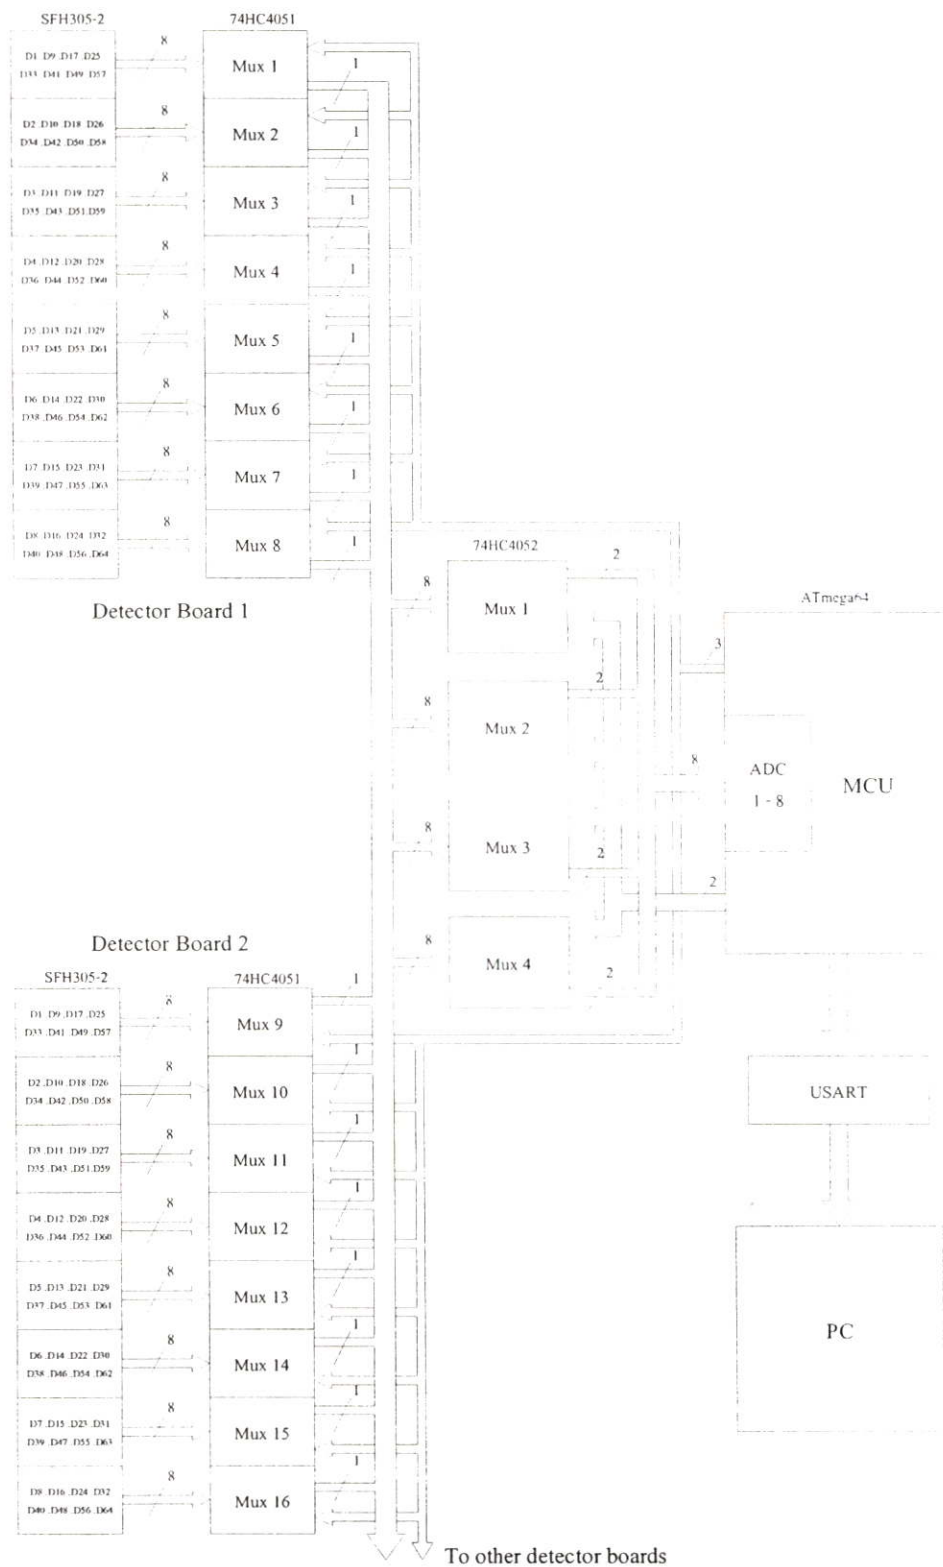 SFH305-2
74HC4051
D1 .D9 .D17 .D25
D33 .D41 .D49 .D57
8
Mux 1
1
D2 .D10 .D18 .D26
D34 .D42 .D50 .D58
8
Mux 2
1
D3 .D11 .D19 .D27
D35 .D43 .D51.D59
8
Mux 3
1
D4 .D12 .D20 .D28
D36 .D44 .D52 .D60
8
Mux 4
1
D5 .D13 .D21 .D29
D37 .D45 .D53 .D61
8
Mux 5
1
D6 .D14 .D22 .D30
D38 .D46 .D54 .D62
8
Mux 6
1
D7 .D15 .D23 .D31
D39 .D47 .D55 .D63
8
Mux 7
1
D8 .D16 .D24 .D32
D40 .D48 .D56 .D64
8
Mux 8
1
Detector Board 1
74HC4052
8
Mux 1
2
8
Mux 2
2
8
Mux 3
2
8
Mux 4
2
ATmega64
3
8
ADC
1 - 8
MCU
2
USART
PC
Detector Board 2
SFH305-2
74HC4051
D1 .D9 .D17 .D25
D33 .D41 .D49 .D57
8
Mux 9
1
D2 .D10 .D18 .D26
D34 .D42 .D50 .D58
8
Mux 10
1
D3 .D11 .D19 .D27
D35 .D43 .D51.D59
8
Mux 11
1
D4 .D12 .D20 .D28
D36 .D44 .D52 .D60
8
Mux 12
1
D5 .D13 .D21 .D29
D37 .D45 .D53 .D61
8
Mux 13
1
D6 .D14 .D22 .D30
D38 .D46 .D54 .D62
8
Mux 14
1
D7 .D15 .D23 .D31
D39 .D47 .D55 .D63
8
Mux 15
1
D8 .D16 .D24 .D32
D40 .D48 .D56 .D64
8
Mux 16
1
To other detector boards